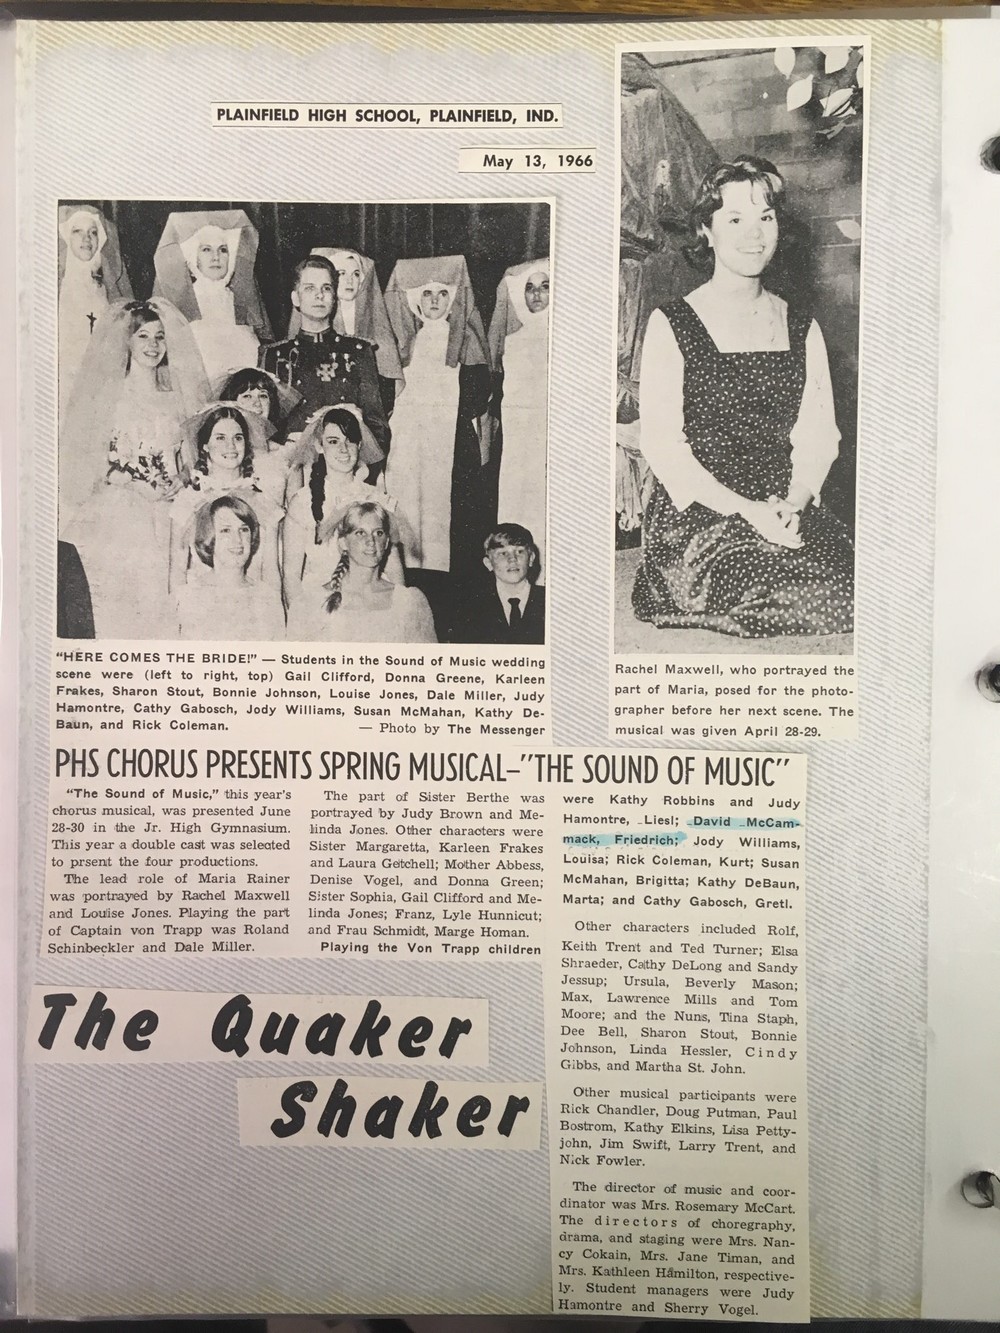 PLAINFIELD HIGH SCHOOL, PLAINFIELD, IND.
May 13, 1966
"HERE COMES THE BRIDE!" — Students in the Sound of Music wedding
scene were (left to right, top) Gail Clifford, Donna Greene, Karleen
Frakes, Sharon Stout, Bonnie Johnson, Louise Jones, Dale Miller, Judy
Hamontre, Cathy Gabosch, Jody Williams, Susan McMahan, Kathy De-
Baun, and Rick Coleman. — Photo by The Messenger
Rachel Maxwell, who portrayed the
part of Maria, posed for the photo-
grapher before her next scene. The
musical was given April 28-29.
PHS CHORUS PRESENTS SPRING MUSICAL—"THE SOUND OF MUSIC"
"The Sound of Music," this year's
chorus musical, was presented June
28-30 in the Jr. High Gymnasium.
This year a double cast was selected
to prsent the four productions.
The lead role of Maria Rainer
was portrayed by Rachel Maxwell
and Louise Jones. Playing the part
of Captain von Trapp was Roland
Schinbeckler and Dale Miller.
The part of Sister Berthe was
portrayed by Judy Brown and Me-
linda Jones. Other characters were
Sister Margaretta, Karleen Frakes
and Laura Getchell; Mother Abbess,
Denise Vogel, and Donna Green;
Sister Sophia, Gail Clifford and Me-
linda Jones; Franz, Lyle Hunnicut;
and Frau Schmidt, Marge Homan.
Playing the Von Trapp children
were Kathy Robbins and Judy
Hamontre, Liesl; David McCam-
mack, Friedrich; Jody Williams,
Louisa; Rick Coleman, Kurt; Susan
McMahan, Brigitta; Kathy DeBaun,
Marta; and Cathy Gabosch, Gretl.
Other characters included Rolf,
Keith Trent and Ted Turner; Elsa
Shraeder, Cathy DeLong and Sandy
Jessup; Ursula, Beverly Mason;
Max, Lawrence Mills and Tom
Moore; and the Nuns, Tina Staph,
Dee Bell, Sharon Stout, Bonnie
Johnson, Linda Hessler, Cindy
Gibbs, and Martha St. John.
Other musical participants were
Rick Chandler, Doug Putman, Paul
Bostrom, Kathy Elkins, Lisa Petty-
john, Jim Swift, Larry Trent, and
Nick Fowler.
The director of music and coor-
dinator was Mrs. Rosemary McCart.
The directors of choregraphy,
drama, and staging were Mrs. Nan-
cy Cokain, Mrs. Jane Timan, and
Mrs. Kathleen Hamilton, respective-
ly. Student managers were Judy
Hamontre and Sherry Vogel.
The Quaker
Shaker